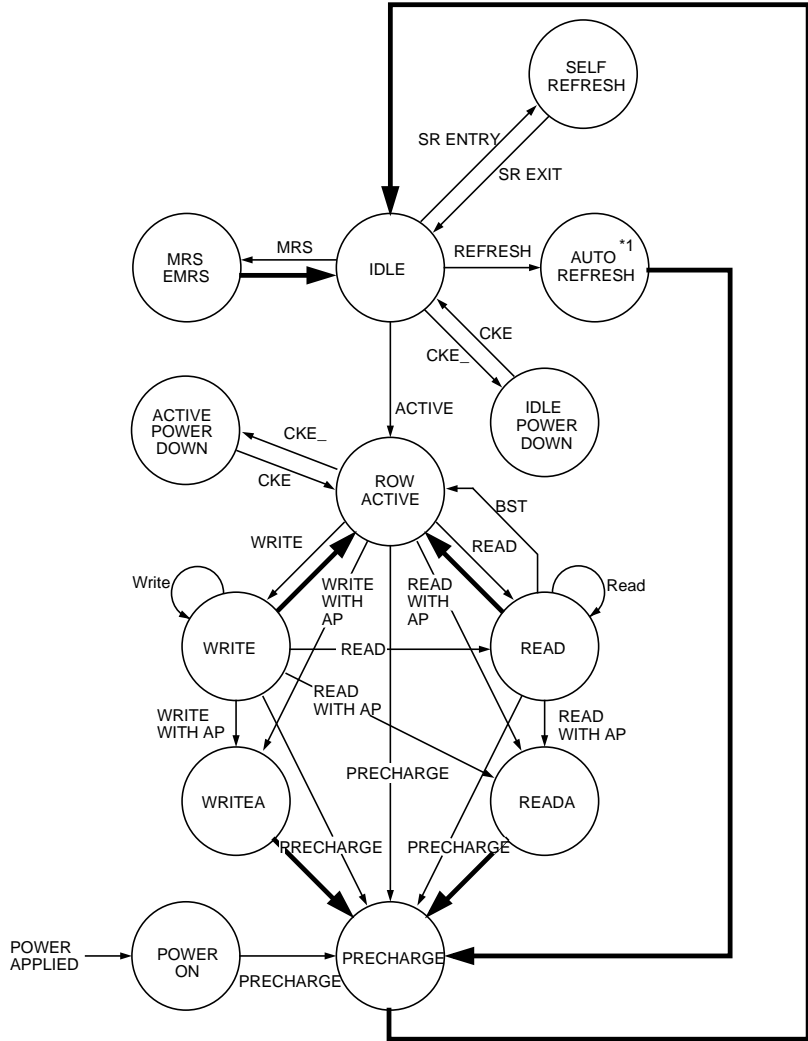 SELF
REFRESH
SR ENTRY
SR EXIT
MRS
EMRS
MRS
IDLE
REFRESH
AUTO
REFRESH
*1
CKE
CKE_
IDLE
POWER
DOWN
ACTIVE
ACTIVE
POWER
DOWN
CKE_
CKE
ROW
ACTIVE
BST
WRITE
READ
Write
WRITE
WITH
AP
READ
WITH
AP
Read
WRITE
READ
READ
READ
WITH AP
WRITE
WITH AP
READ
WITH AP
PRECHARGE
WRITEA
READA
PRECHARGE
PRECHARGE
POWER
APPLIED
POWER
ON
PRECHARGE
PRECHARGE